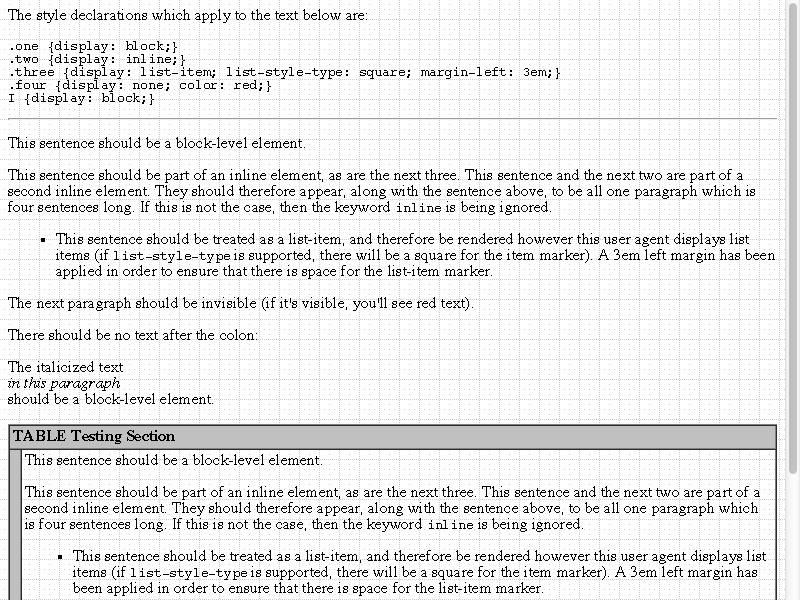 The style declarations which apply to the text below are:
.one {display: block;}
.two {display: inline;}
.three {display: list-item; list-style-type: square; margin-left: 3em;}
.four {display: none; color: red;}
I {display: block;}
This sentence should be a block-level element.
This sentence should be part of an inline element, as are the next three. This sentence and the next two are part of a
second inline element. They should therefore appear, along with the sentence above, to be all one paragraph which is
four sentences long. If this is not the case, then the keyword inline is being ignored.
This sentence should be treated as a list-item, and therefore be rendered however this user agent displays list
items (if list-style-type is supported, there will be a square for the item marker). A 3em left margin has been
applied in order to ensure that there is space for the list-item marker.
The next paragraph should be invisible (if it's visible, you'll see red text).
There should be no text after the colon:
The italicized text
in this paragraph
should be a block-level element.
TABLE Testing Section
This sentence should be a block-level element.
This sentence should be part of an inline element, as are the next three. This sentence and the next two are part of a
second inline element. They should therefore appear, along with the sentence above, to be all one paragraph which
is four sentences long. If this is not the case, then the keyword inline is being ignored.
This sentence should be treated as a list-item, and therefore be rendered however this user agent displays list
items (if list-style-type is supported, there will be a square for the item marker). A 3em left margin has
been applied in order to ensure that there is space for the list-item marker.